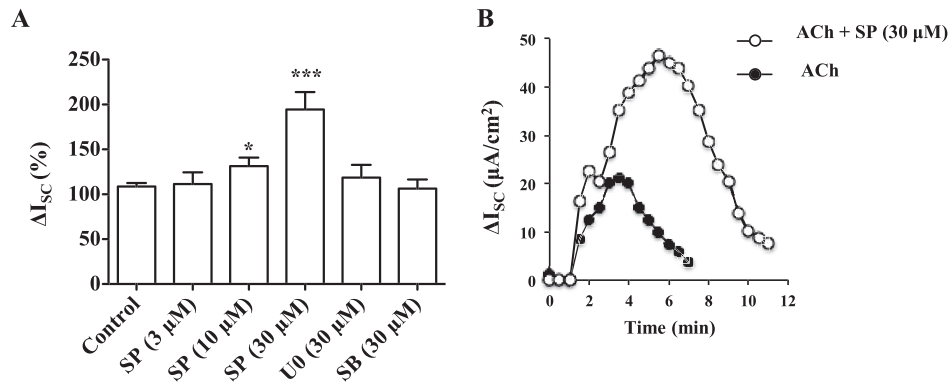 A
ΔISC (%)
250
200
150
100
50
0
*
***
Control
SP (3 µM)
SP (10 µM)
SP (30 µM)
U0 (30 µM)
SB (30 µM)
B
ΔISC (µA/cm²)
50
40
30
20
10
0
0 2 4 6 8 10 12
Time (min)
ACh + SP (30 µM)
ACh